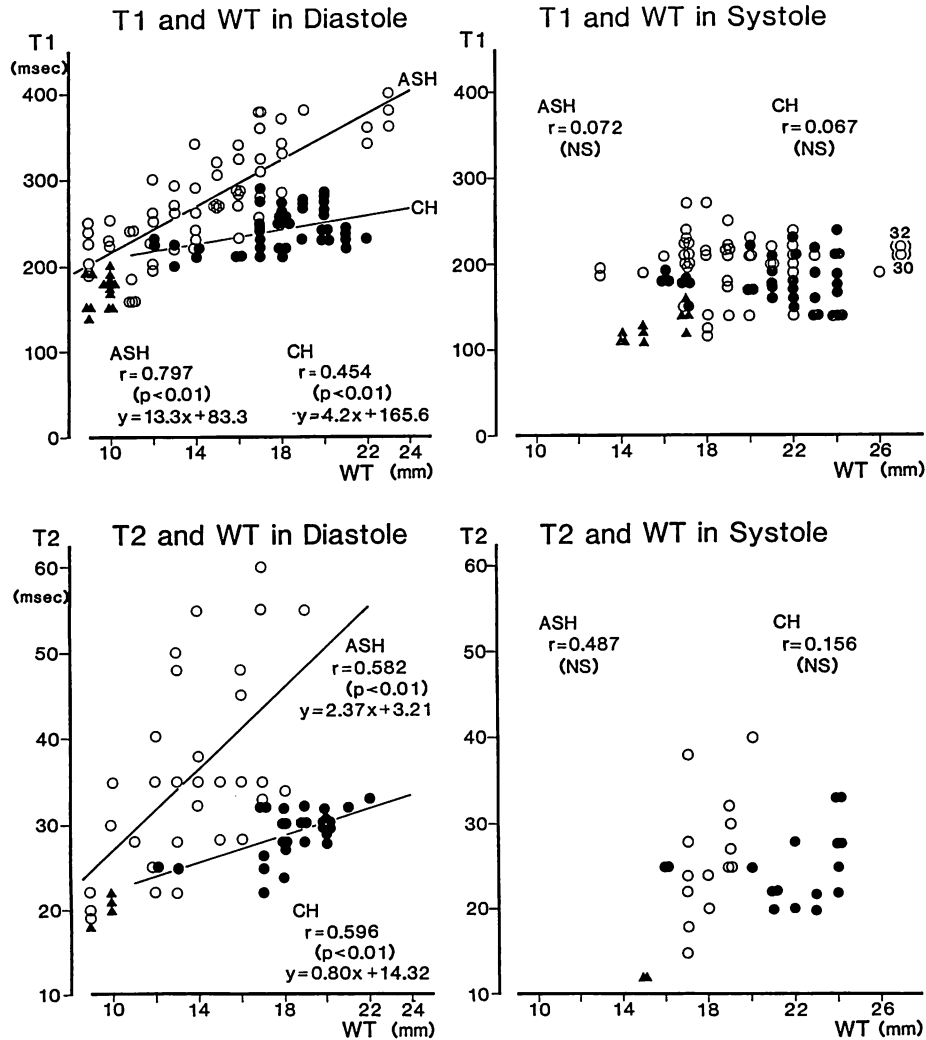 T1 and WT in Diastole
T1
(msec)
400
300
200
100
0
ASH
CH
ASH
r=0.797
(p<0.01)
y=13.3x+83.3
CH
r=0.454
(p<0.01)
y=4.2x+165.6
10 14 18 22 24
WT (mm)
T1 and WT in Systole
T1
400
300
200
100
0
ASH
r=0.072
(NS)
CH
r=0.067
(NS)
32
30
10 14 18 22 26
WT (mm)
T2 and WT in Diastole
T2
60
(msec)
50
40
30
20
10
ASH
r=0.582
(p<0.01)
y=2.37x+3.21
CH
r=0.596
(p<0.01)
y=0.80x+14.32
10 14 18 22 24
WT (mm)
T2 and WT in Systole
T2
60
50
40
30
20
10
ASH
r=0.487
(NS)
CH
r=0.156
(NS)
10 14 18 22 26
WT (mm)